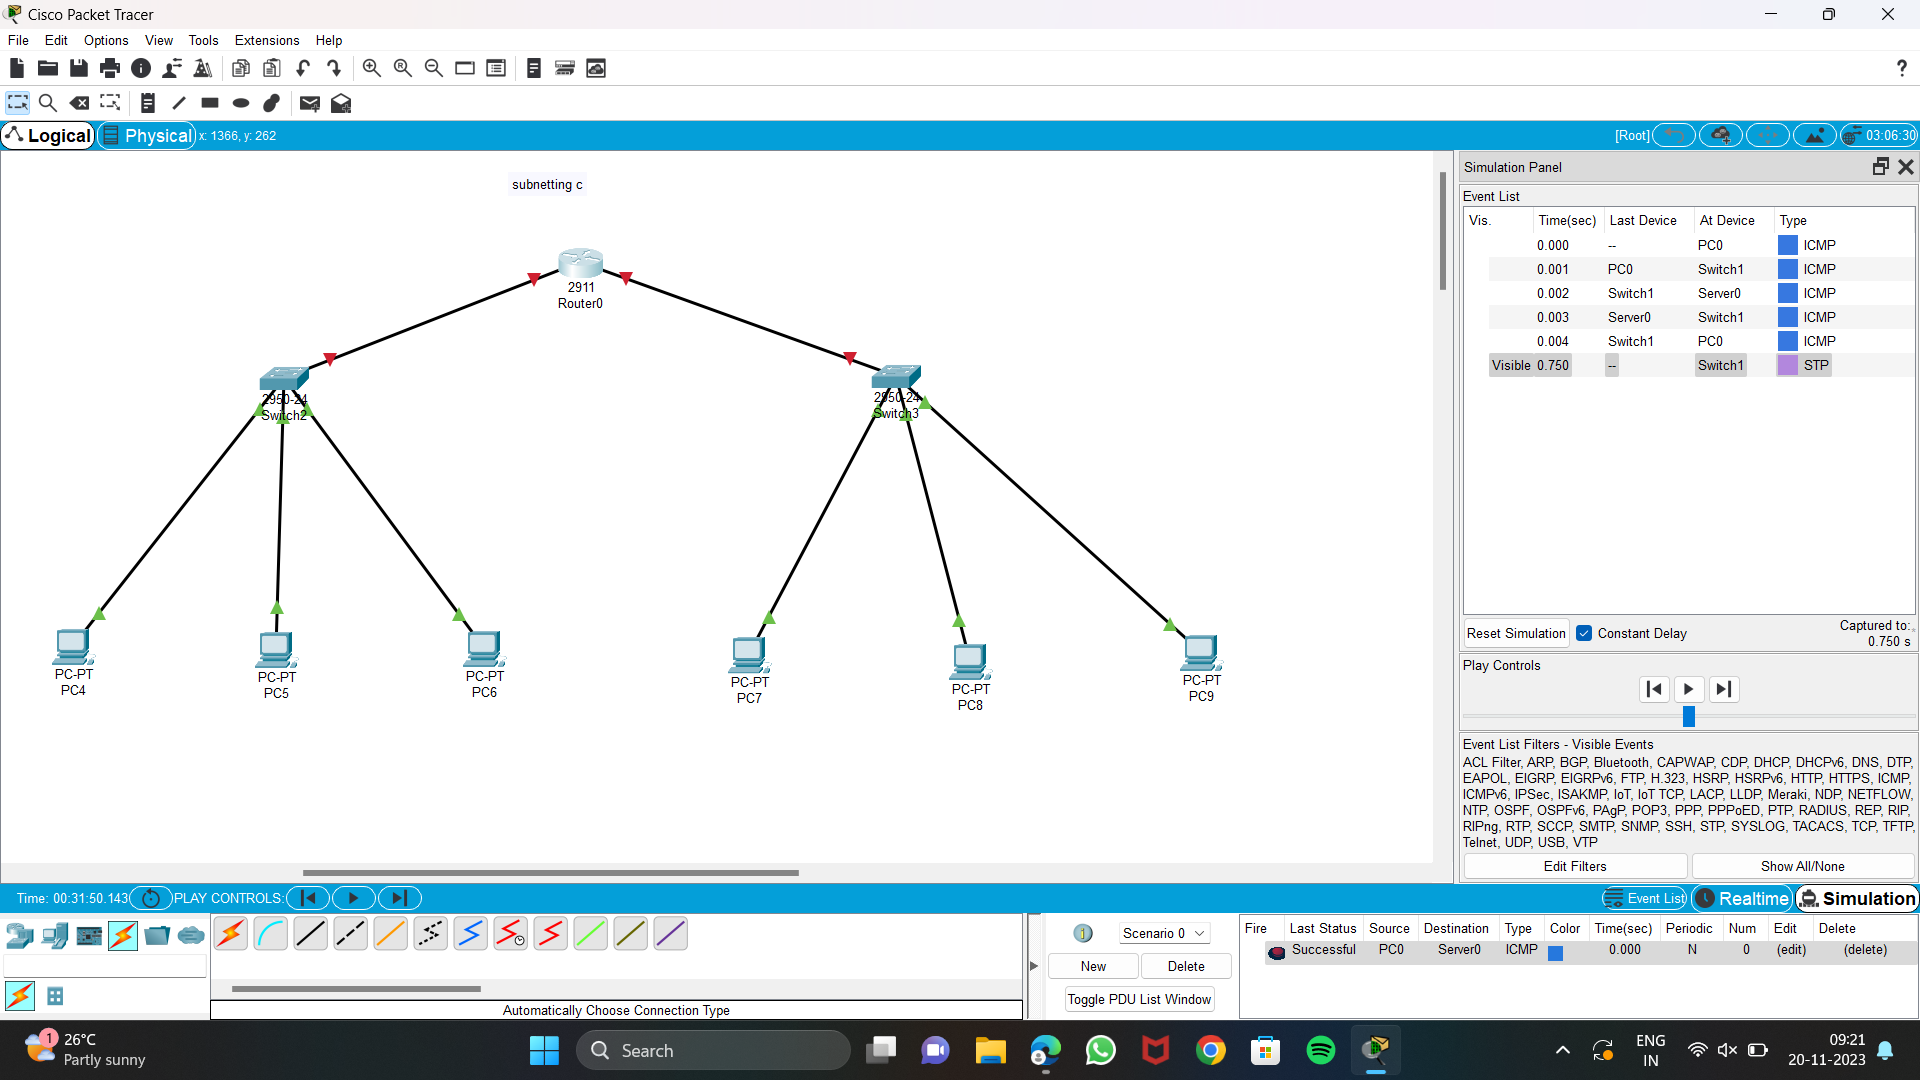 Cisco Packet Tracer
File Edit Options View Tools Extensions Help
Logical Physical x: 1366, y: 262 [Root] 03:06:30
subnetting c
2911
Router0
2950-24
Switch2
2950-24
Switch3
PC-PT
PC4
PC-PT
PC5
PC-PT
PC6
PC-PT
PC7
PC-PT
PC8
PC-PT
PC9
Simulation Panel
Event List
Vis. Time(sec) Last Device At Device Type
0.000 -- PC0 ICMP
0.001 PC0 Switch1 ICMP
0.002 Switch1 Server0 ICMP
0.003 Server0 Switch1 ICMP
0.004 Switch1 PC0 ICMP
Visible 0.750 -- Switch1 STP
Reset Simulation Constant Delay Captured to:
0.750 s
Play Controls
Event List Filters - Visible Events
ACL Filter, ARP, BGP, Bluetooth, CAPWAP, CDP, DHCP, DHCPv6, DNS, DTP,
EAPOL, EIGRP, EIGRPv6, FTP, H.323, HSRP, HSRPv6, HTTP, HTTPS, ICMP,
ICMPv6, IPSec, ISAKMP, IoT, IoT TCP, LACP, LLDP, Meraki, NDP, NETFLOW,
NTP, OSPF, OSPFv6, PAgP, POP3, PPP, PPPoED, PTP, RADIUS, REP, RIP,
RIPng, RTP, SCCP, SMTP, SNMP, SSH, STP, SYSLOG, TACACS, TCP, TFTP,
Telnet, UDP, USB, VTP
Edit Filters Show All/None
Time: 00:31:50.143 PLAY CONTROLS: Event List Realtime Simulation
Scenario 0
New Delete
Toggle PDU List Window
Fire Last Status Source Destination Type Color Time(sec) Periodic Num Edit Delete
Successful PC0 Server0 ICMP 0.000 N 0 (edit) (delete)
Automatically Choose Connection Type
1
26°C
Partly sunny
Search
ENG
IN
09:21
20-11-2023